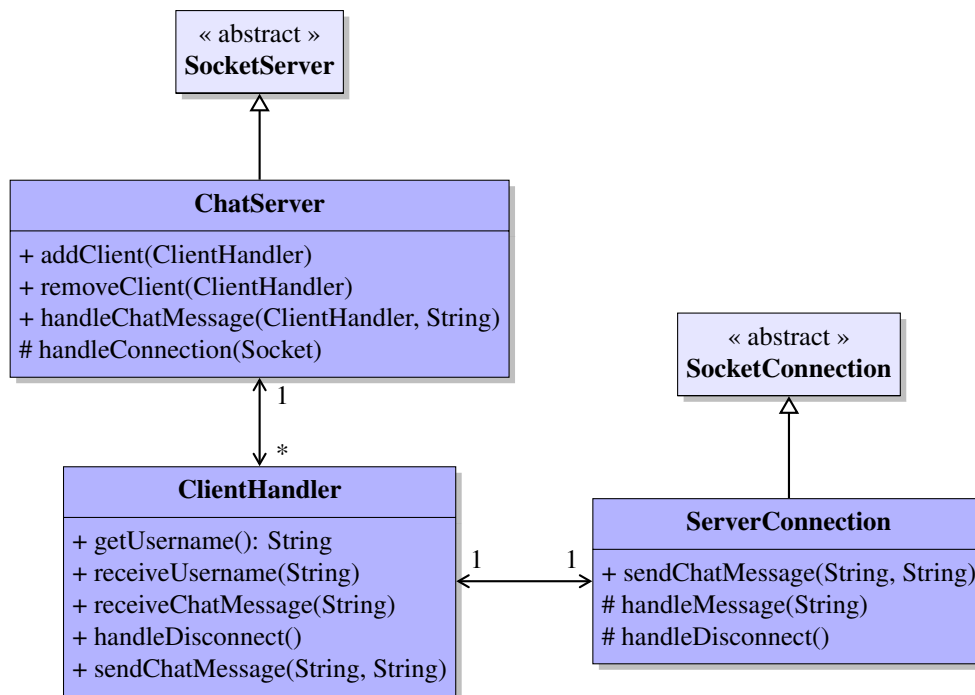 « abstract »
SocketServer
ChatServer
+ addClient(ClientHandler)
+ removeClient(ClientHandler)
+ handleChatMessage(ClientHandler, String)
# handleConnection(Socket)
1
*
« abstract »
SocketConnection
ClientHandler
+ getUsername(): String
+ receiveUsername(String)
+ receiveChatMessage(String)
+ handleDisconnect()
+ sendChatMessage(String, String)
1
1
ServerConnection
+ sendChatMessage(String, String)
# handleMessage(String)
# handleDisconnect()